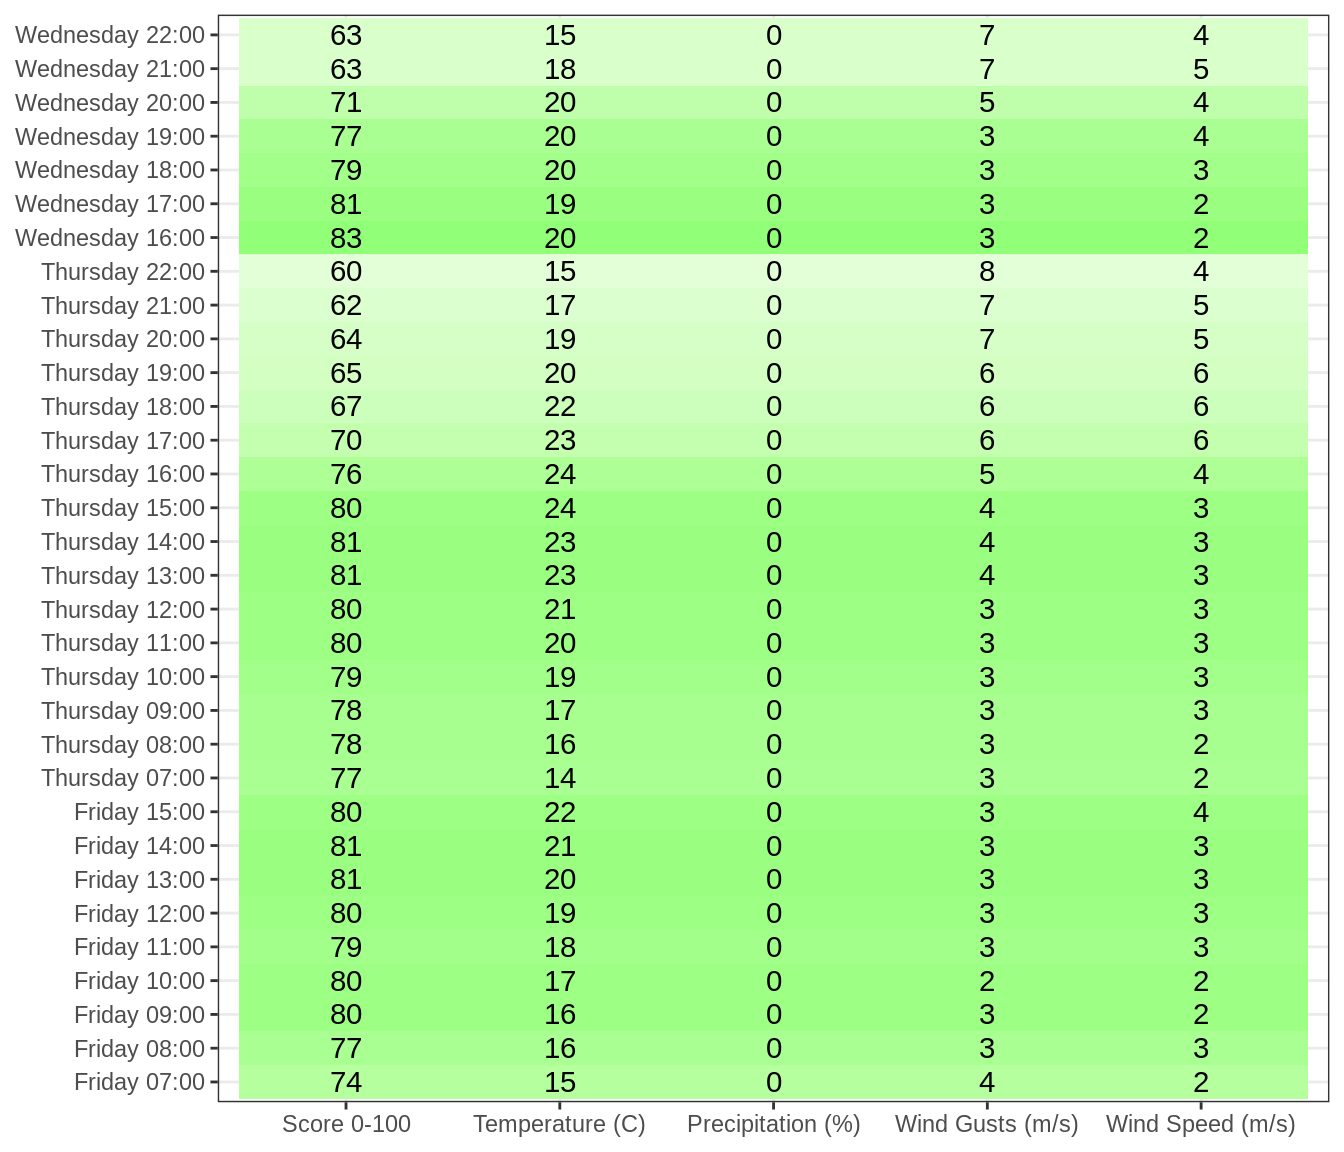 Wednesday 22:00 63 15 0 7 4
Wednesday 21:00 63 18 0 7 5
Wednesday 20:00 71 20 0 5 4
Wednesday 19:00 77 20 0 3 4
Wednesday 18:00 79 20 0 3 3
Wednesday 17:00 81 19 0 3 2
Wednesday 16:00 83 20 0 3 2
Thursday 22:00 60 15 0 8 4
Thursday 21:00 62 17 0 7 5
Thursday 20:00 64 19 0 7 5
Thursday 19:00 65 20 0 6 6
Thursday 18:00 67 22 0 6 6
Thursday 17:00 70 23 0 6 6
Thursday 16:00 76 24 0 5 4
Thursday 15:00 80 24 0 4 3
Thursday 14:00 81 23 0 4 3
Thursday 13:00 81 23 0 4 3
Thursday 12:00 80 21 0 3 3
Thursday 11:00 80 20 0 3 3
Thursday 10:00 79 19 0 3 3
Thursday 09:00 78 17 0 3 3
Thursday 08:00 78 16 0 3 2
Thursday 07:00 77 14 0 3 2
Friday 15:00 80 22 0 3 4
Friday 14:00 81 21 0 3 3
Friday 13:00 81 20 0 3 3
Friday 12:00 80 19 0 3 3
Friday 11:00 79 18 0 3 3
Friday 10:00 80 17 0 2 2
Friday 09:00 80 16 0 3 2
Friday 08:00 77 16 0 3 3
Friday 07:00 74 15 0 4 2
Score 0-100 Temperature (C) Precipitation (%) Wind Gusts (m/s) Wind Speed (m/s)